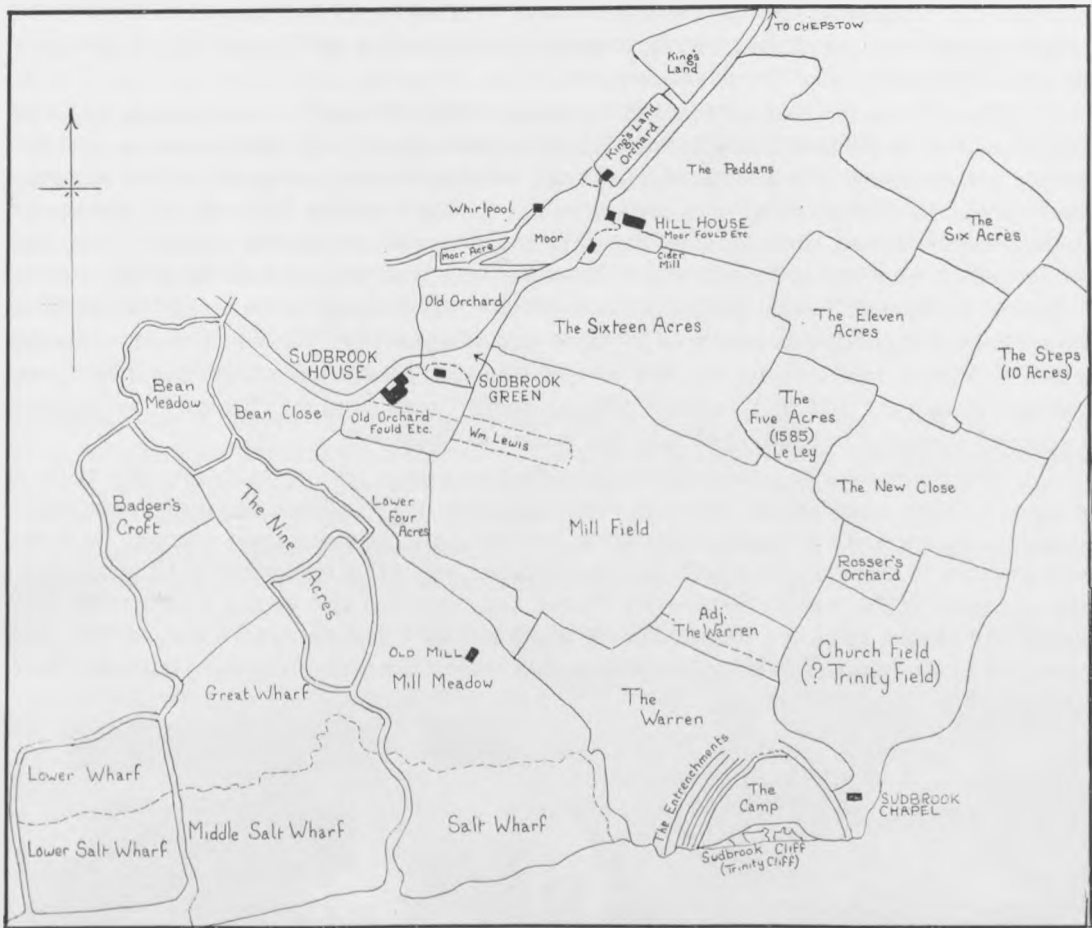 TO CHEPSTOW
King's
Land
King's Land
Orchard
The Peddans
Whirlpool
Moor
HILL HOUSE
Moor Fould Etc.
Cider
Mill
The
Six Acres
Moor Acre
Old Orchard
The Sixteen Acres
The Eleven
Acres
The Steps
(10 Acres)
SUDBROOK
HOUSE
SUDBROOK
GREEN
Bean
Meadow
Bean Close
Old Orchard
Fould Etc.
Wm. Lewis
The
Five Acres
(1585)
Le Ley
The New Close
Badger's
Croft
The Nine
Acres
Lower
Four
Acres
Mill Field
Rosser's
Orchard
Adj.
The Warren
Church Field
(? Trinity Field)
OLD MILL
Mill Meadow
Great Wharf
The
Warren
Lower Wharf
The Entrenchments
The
Camp
SUDBROOK
CHAPEL
Lower Salt Wharf
Middle Salt Wharf
Salt Wharf
Sudbrook Cliff
(Trinity Cliff)